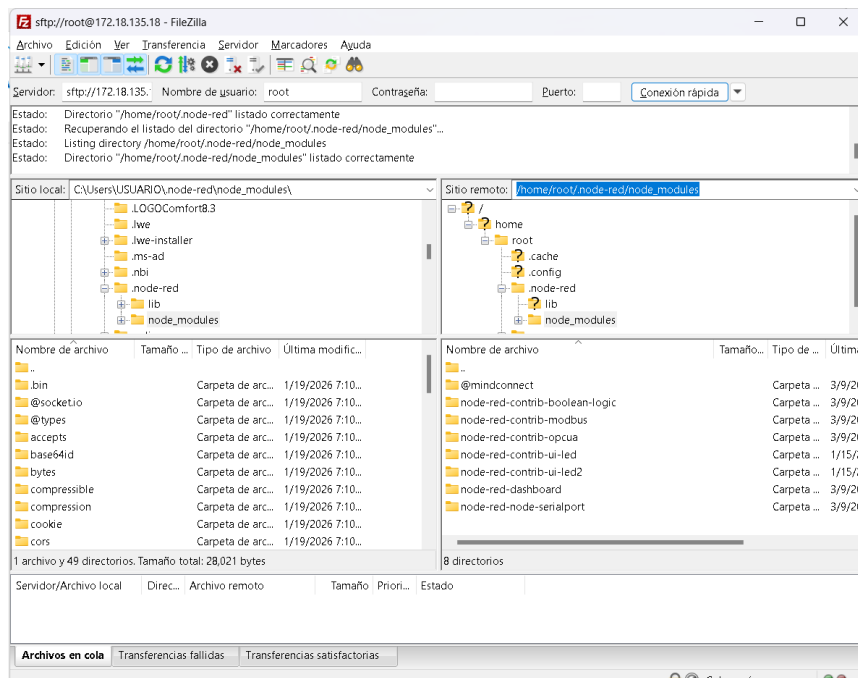 sftp://root@172.18.135.18 - FileZilla
Archivo Edición Ver Transferencia Servidor Marcadores Ayuda
Servidor: sftp://172.18.135. Nombre de usuario: root Contraseña: Puerto: Conexión rápida
Estado: Directorio "/home/root/.node-red" listado correctamente
Estado: Recuperando el listado del directorio "/home/root/.node-red/node_modules"...
Estado: Listing directory /home/root/.node-red/node_modules
Estado: Directorio "/home/root/.node-red/node_modules" listado correctamente
Sitio local: C:\Users\USUARIO\.node-red\node_modules\
.LOGOComfort8.3
.lwe
.lwe-installer
.ms-ad
.nbi
.node-red
lib
node_modules
Sitio remoto: /home/root/.node-red/node_modules
/
home
root
.cache
.config
.node-red
lib
node_modules
Nombre de archivo Tamaño ... Tipo de archivo Última modific...
..
.bin Carpeta de arc... 1/19/2026 7:10...
@socket.io Carpeta de arc... 1/19/2026 7:10...
@types Carpeta de arc... 1/19/2026 7:10...
accepts Carpeta de arc... 1/19/2026 7:10...
base64id Carpeta de arc... 1/19/2026 7:10...
bytes Carpeta de arc... 1/19/2026 7:10...
compressible Carpeta de arc... 1/19/2026 7:10...
compression Carpeta de arc... 1/19/2026 7:10...
cookie Carpeta de arc... 1/19/2026 7:10...
cors Carpeta de arc... 1/19/2026 7:10...
1 archivo y 49 directorios. Tamaño total: 28,021 bytes
Nombre de archivo Tamaño... Tipo de ... Última
..
@mindconnect Carpeta ... 3/9/20
node-red-contrib-boolean-logic Carpeta ... 3/9/20
node-red-contrib-modbus Carpeta ... 3/9/20
node-red-contrib-opcua Carpeta ... 3/9/20
node-red-contrib-ui-led Carpeta ... 1/15/
node-red-contrib-ui-led2 Carpeta ... 1/15/
node-red-dashboard Carpeta ... 3/9/20
node-red-node-serialport Carpeta ... 3/9/20
8 directorios
Servidor/Archivo local Direc... Archivo remoto Tamaño Priori... Estado
Archivos en cola Transferencias fallidas Transferencias satisfactorias